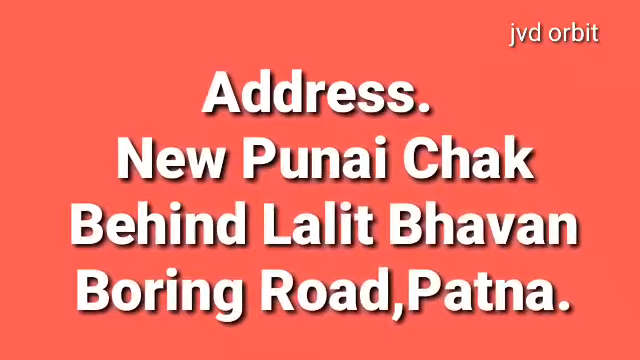 jvd orbit
Address.
New Punai Chak
Behind Lalit Bhavan
Boring Road,Patna.